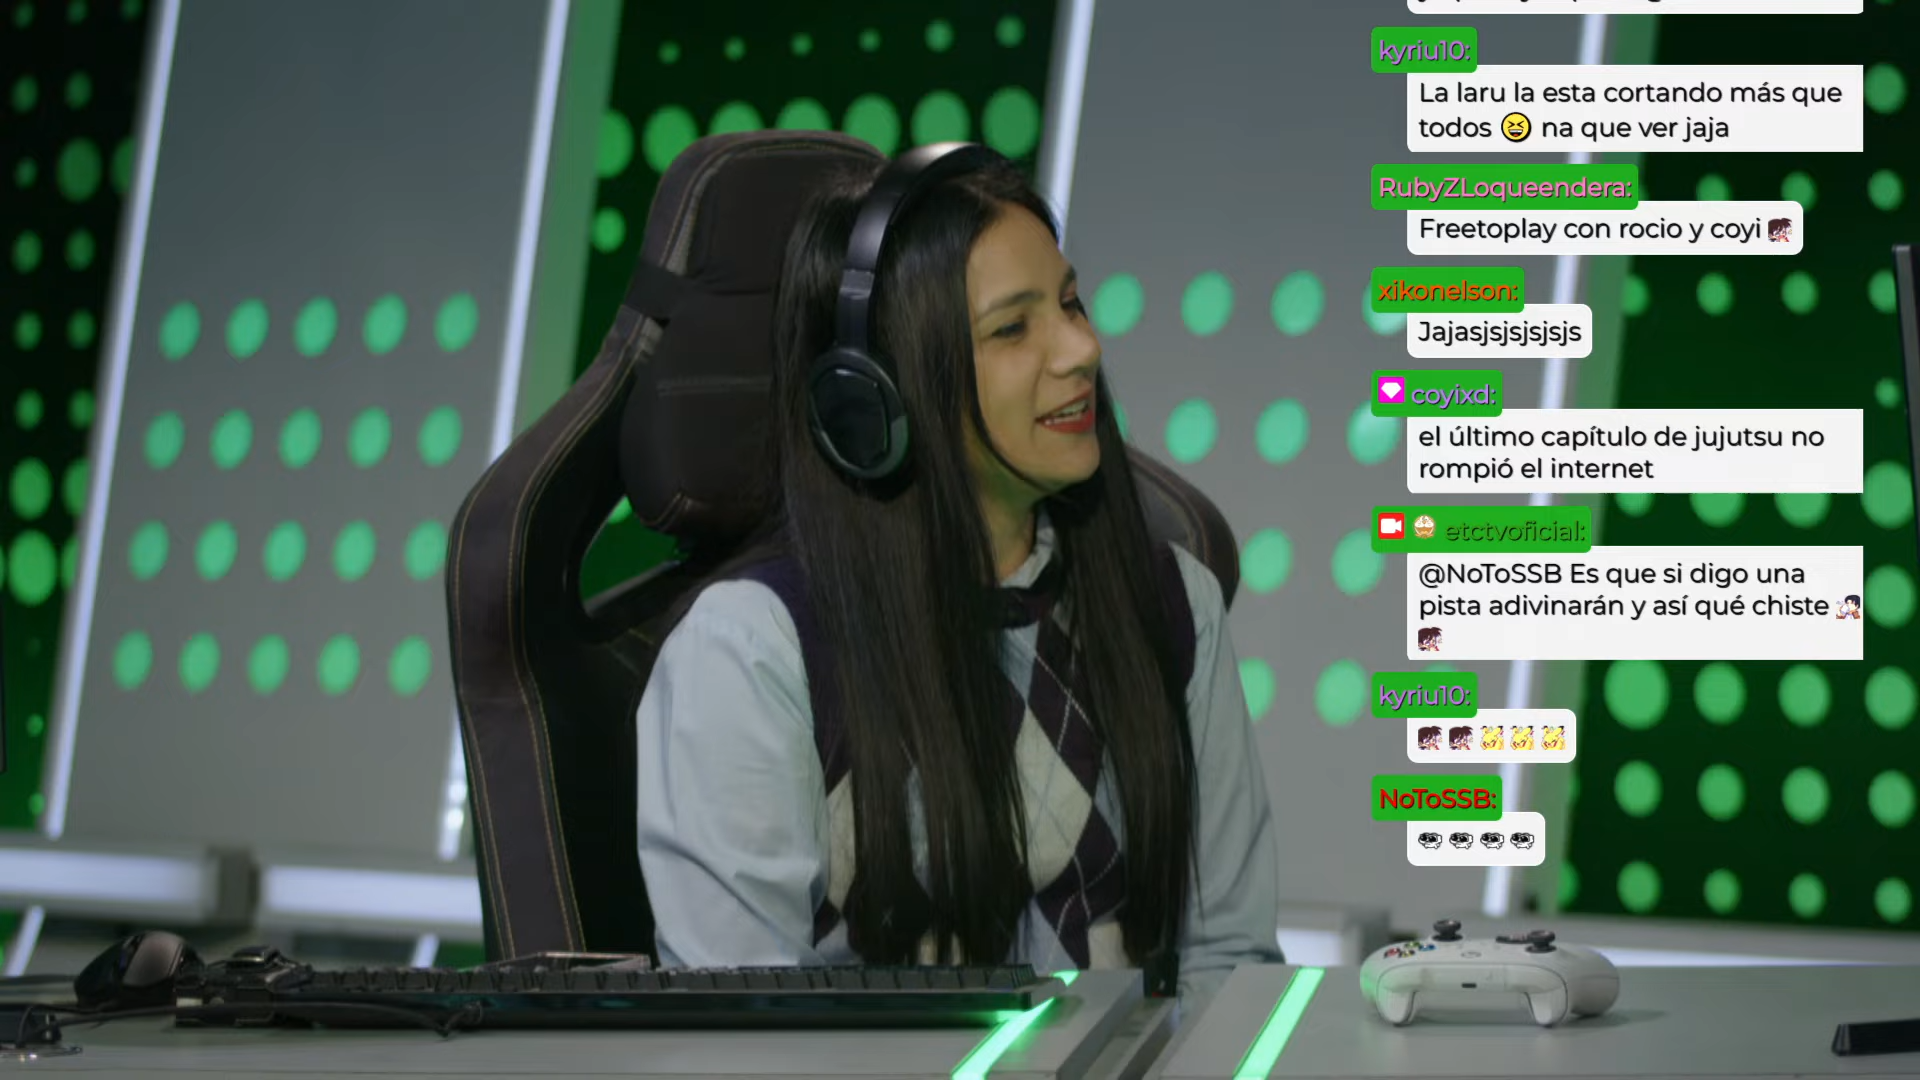 kyriu10:
La laru la esta cortando más que
todos 😆 na que ver jaja
RubyZLoqueendera:
Freetoplay con rocio y coyi
xikonelson:
Jajasjsjsjsjsjs
coyixd:
el último capítulo de jujutsu no
rompió el internet
etctvoficial:
@NoToSSB Es que si digo una
pista adivinarán y así qué chiste
kyriu10:
NoToSSB: